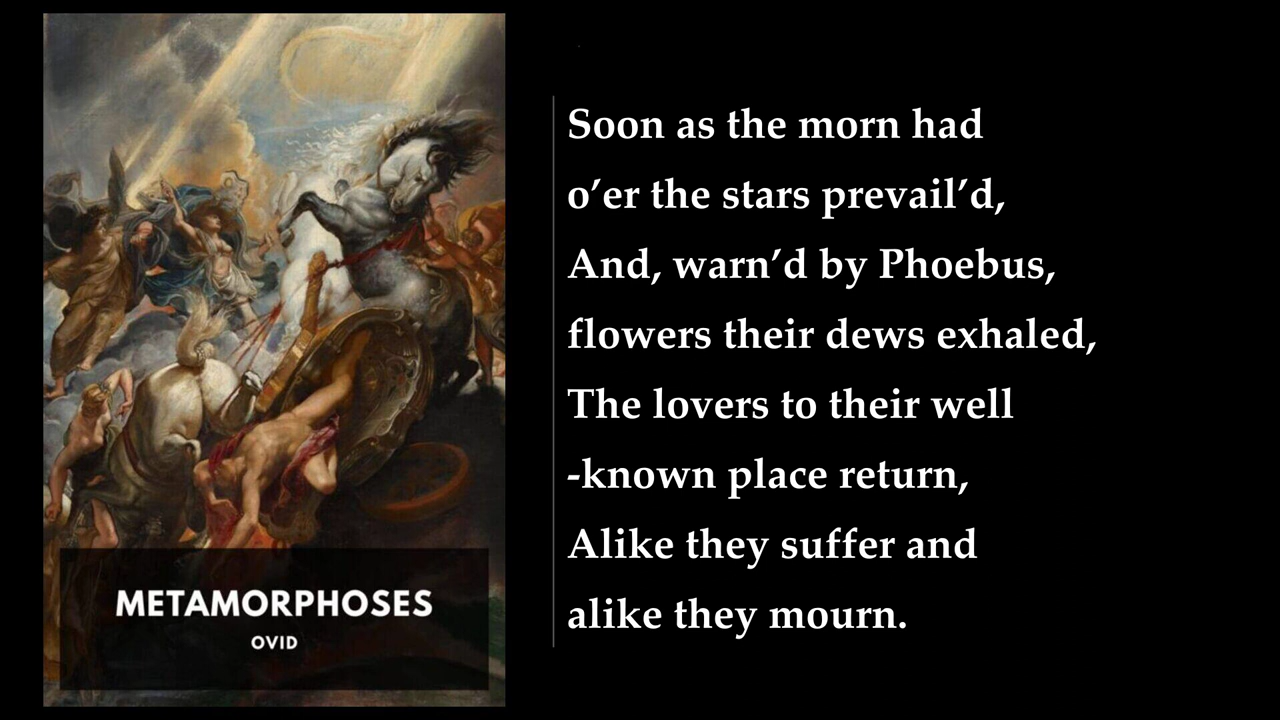 METAMORPHOSES
OVID
Soon as the morn had
o’er the stars prevail’d,
And, warn’d by Phoebus,
flowers their dews exhaled,
The lovers to their well
-known place return,
Alike they suffer and
alike they mourn.